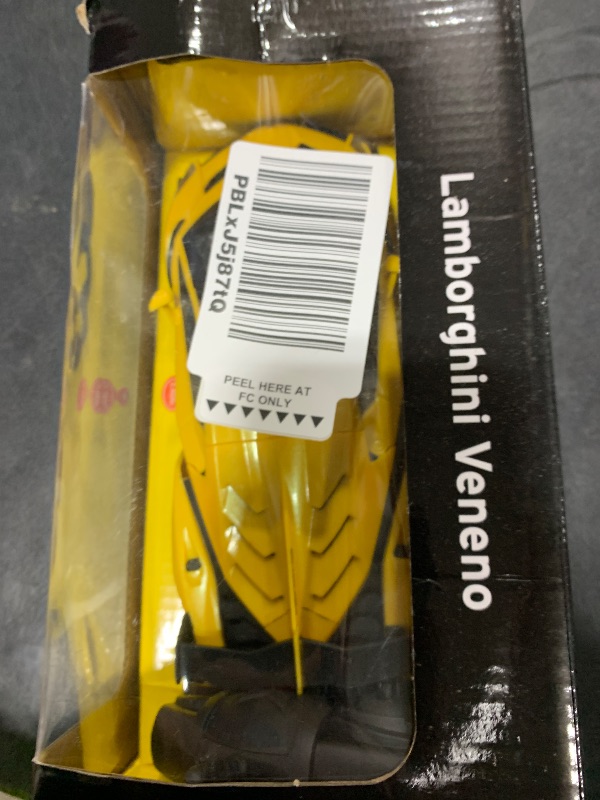 Lamborghini Veneno
PBLxJ5j87tQ
PEEL HERE AT
FC ONLY